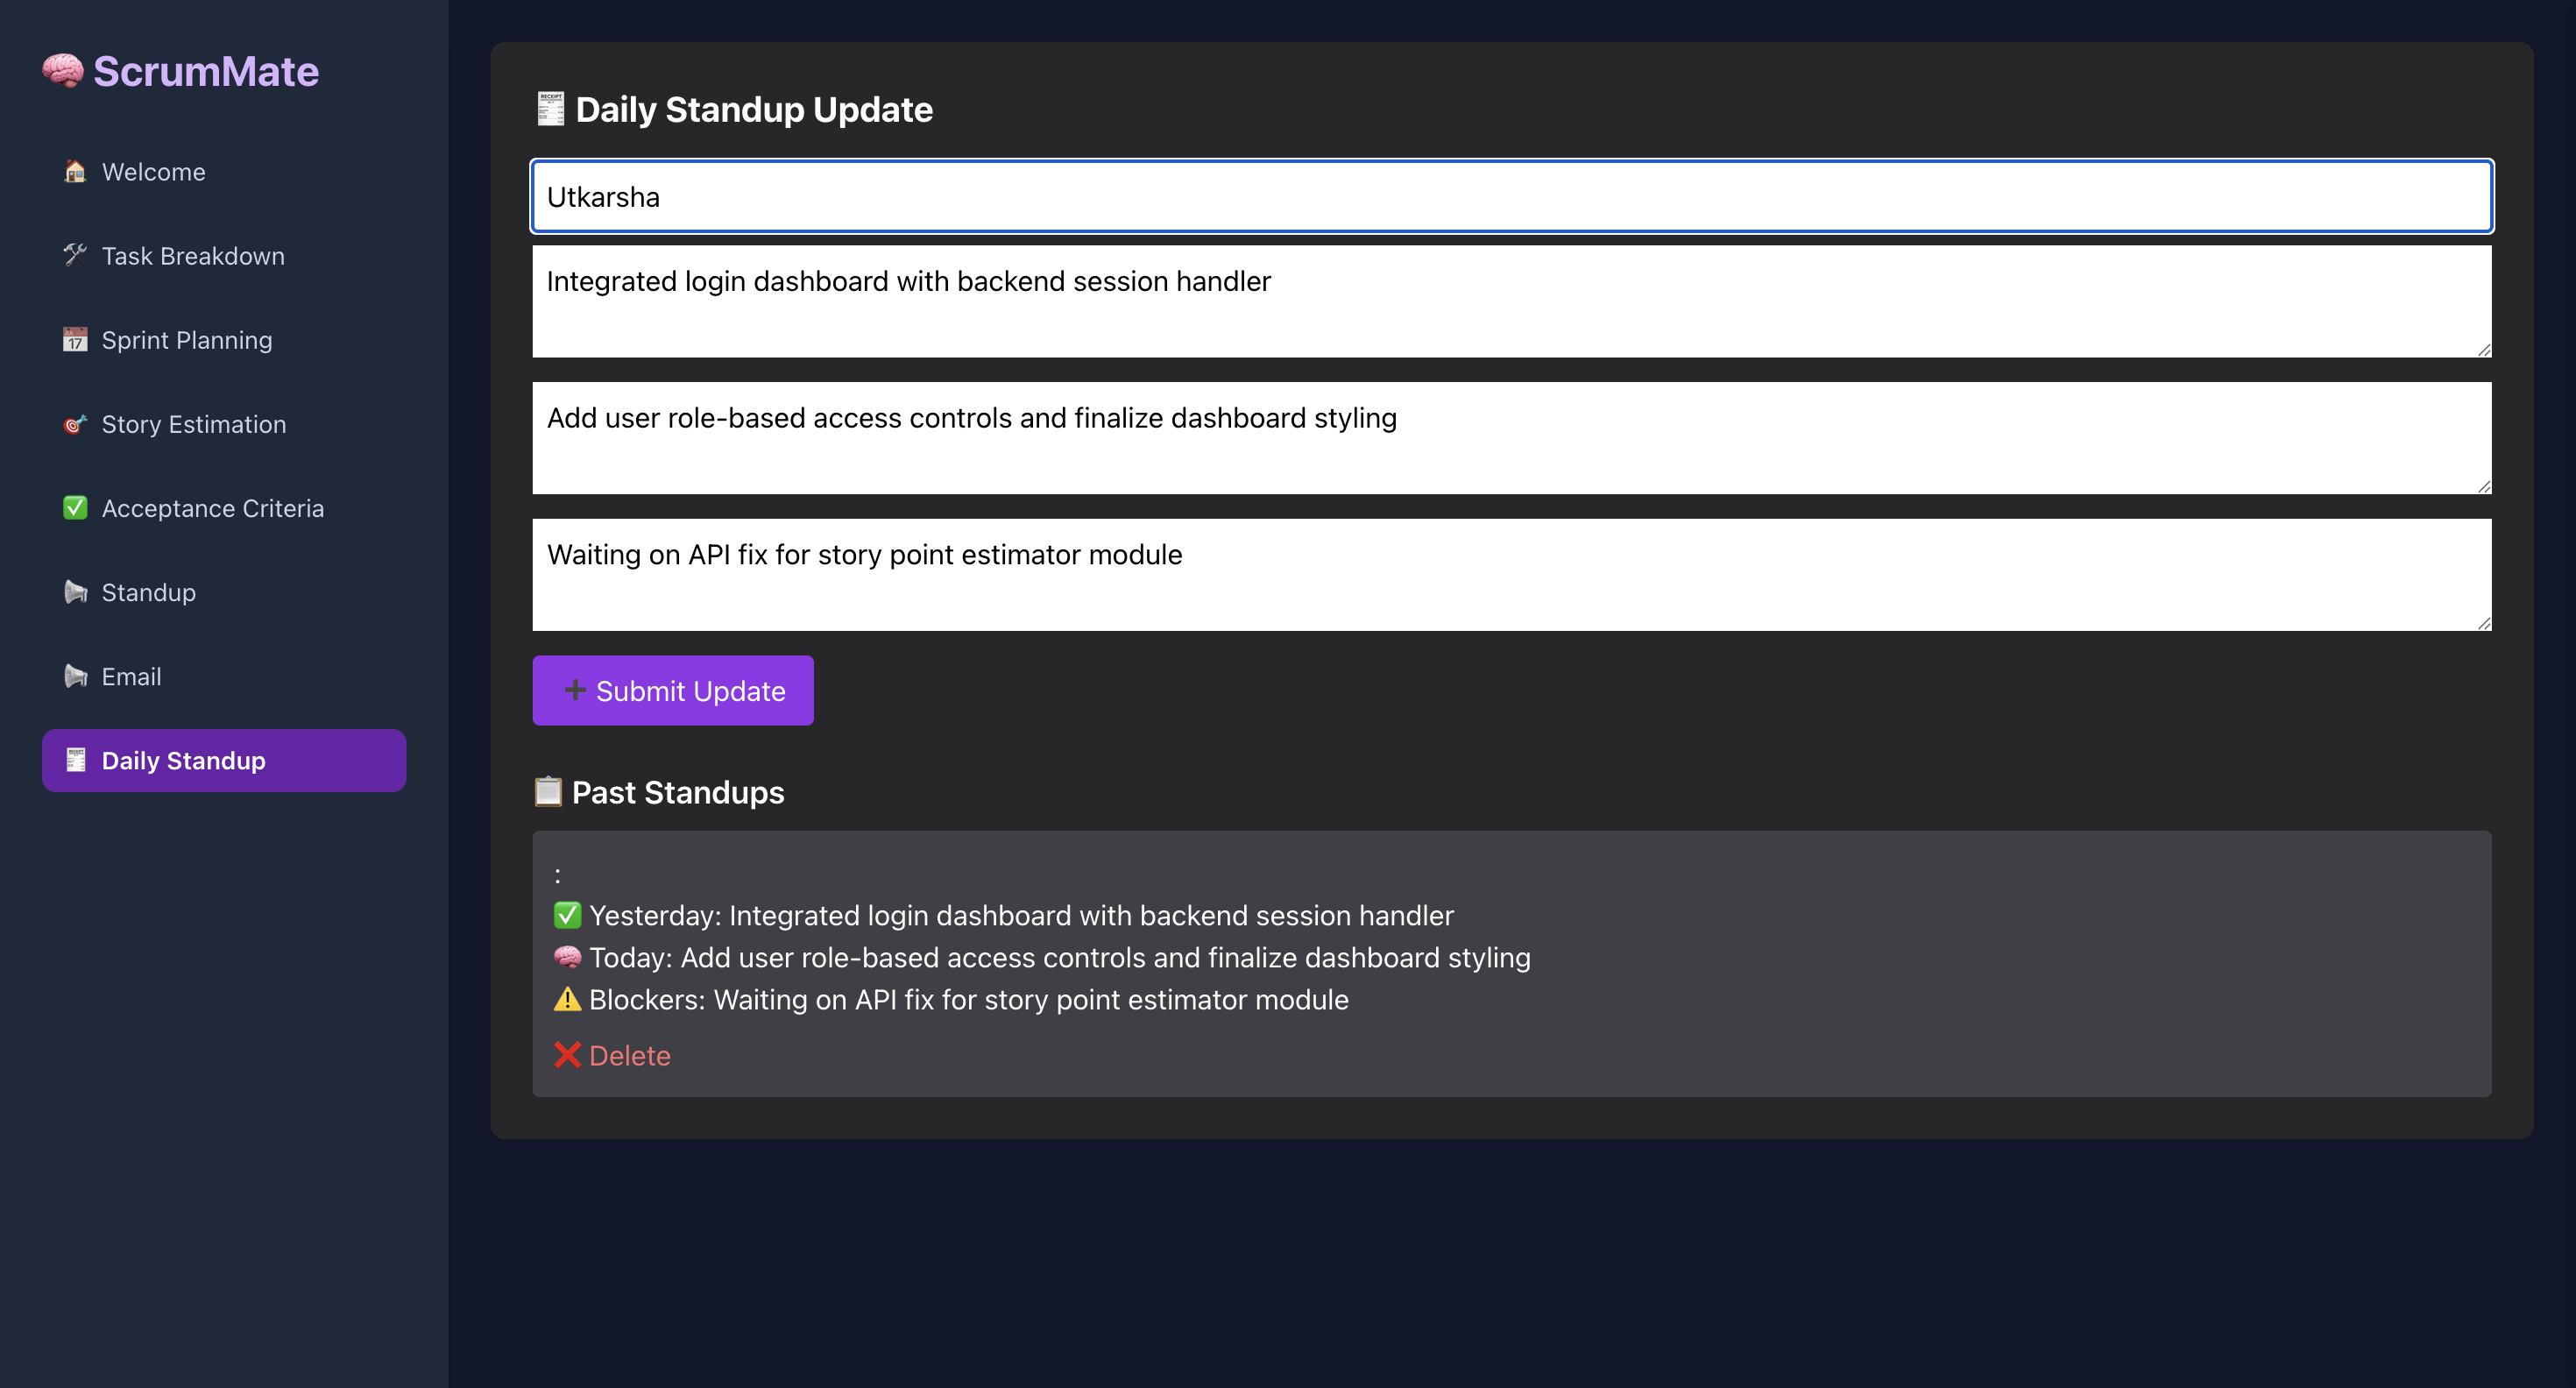 ScrumMate
Welcome
Task Breakdown
17
Sprint Planning
Story Estimation
Acceptance Criteria
Standup
Email
Daily Standup
RECEIPT
Daily Standup Update
Utkarsha
Integrated login dashboard with backend session handler
Add user role-based access controls and finalize dashboard styling
Waiting on API fix for story point estimator module
Submit Update
Past Standups
:
Yesterday: Integrated login dashboard with backend session handler
Today: Add user role-based access controls and finalize dashboard styling
Blockers: Waiting on API fix for story point estimator module
Delete